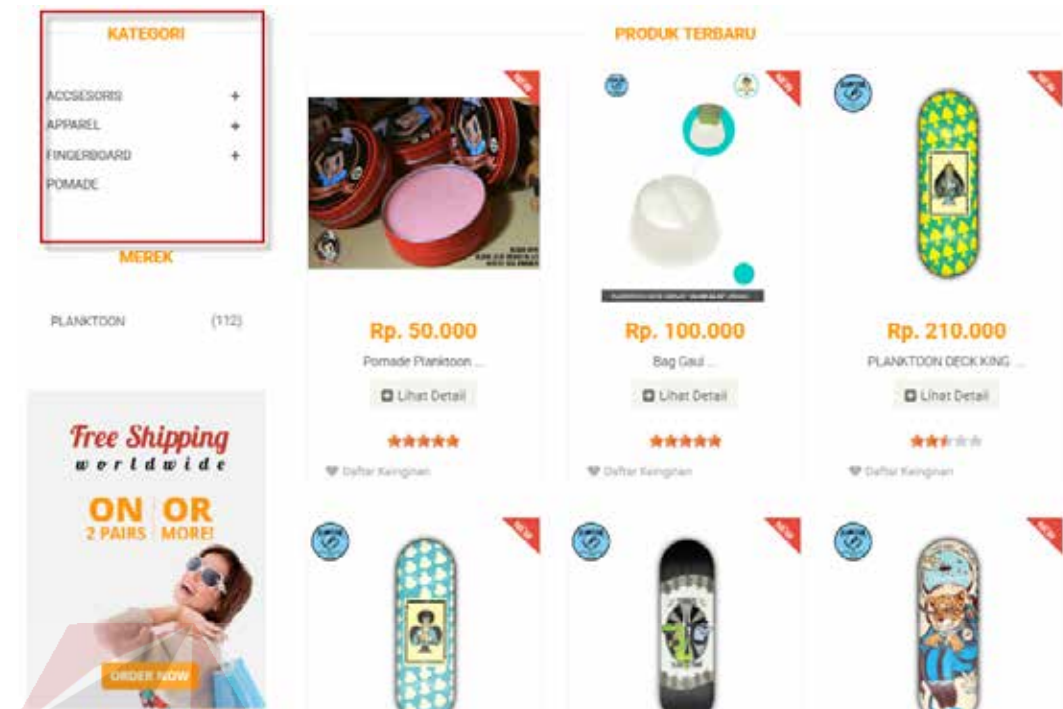 KATEGORI
ACCSESORIS +
APPAREL +
FINGERBOARD +
POMADE
MEREK
PLANKTOON (112)
Free Shipping
worldwide
ON OR
2 PAIRS MORE!
ORDER NOW
PRODUK TERBARU
NEW
Rp. 50.000
Pomade Planktoon ...
Lihat Detail
Daftar Keinginan
NEW
Rp. 100.000
Bag Gaul ...
Lihat Detail
Daftar Keinginan
NEW
Rp. 210.000
PLANKTOON DECK KING ...
Lihat Detail
Daftar Keinginan
NEW
NEW
NEW